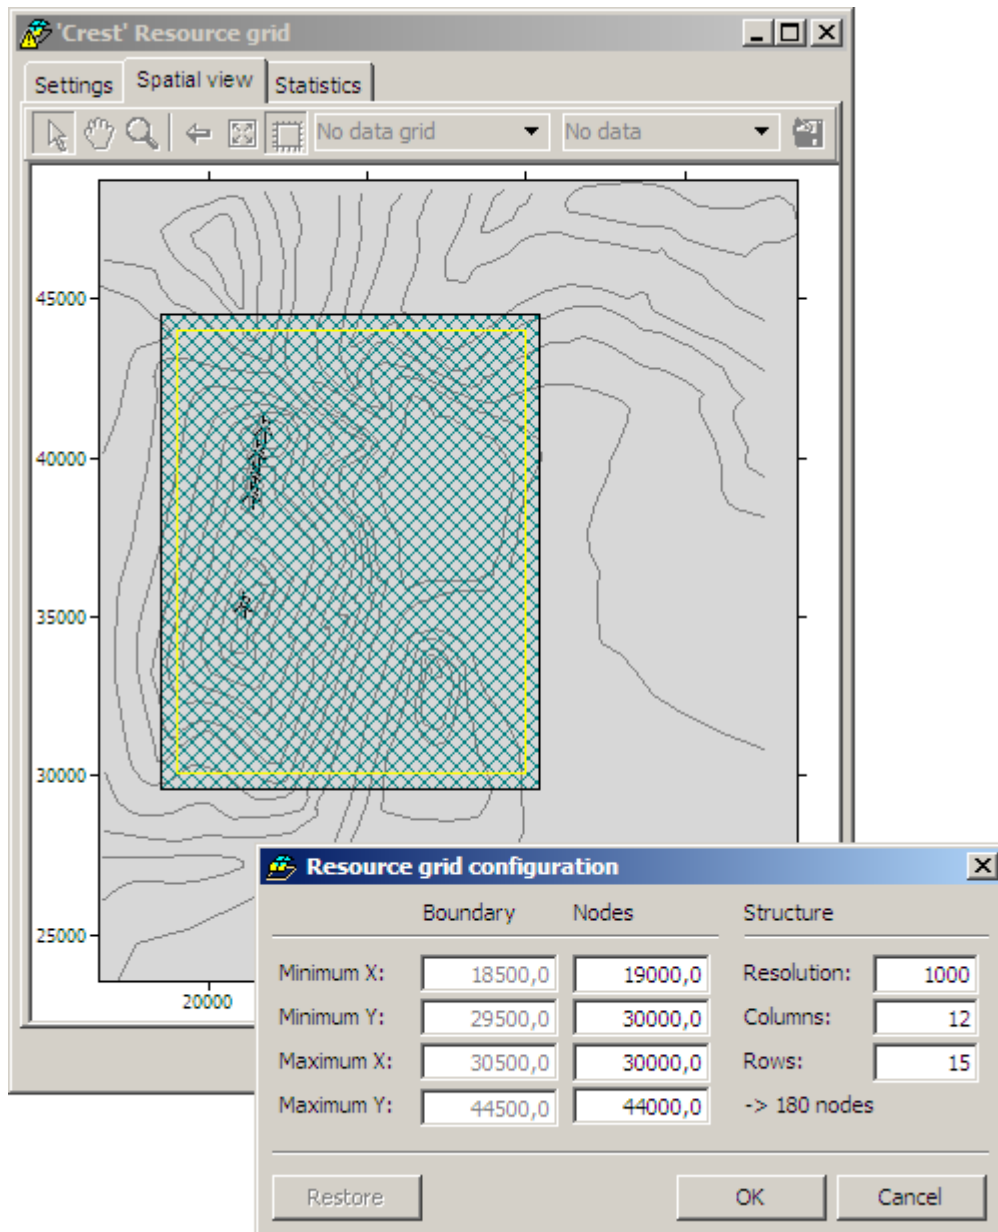 'Crest' Resource grid
Settings Spatial view Statistics
No data grid No data
45000
40000
35000
30000
25000
20000
Resource grid configuration
Boundary Nodes Structure
Minimum X: 18500,0 19000,0 Resolution: 1000
Minimum Y: 29500,0 30000,0 Columns: 12
Maximum X: 30500,0 30000,0 Rows: 15
Maximum Y: 44500,0 44000,0 -> 180 nodes
Restore OK Cancel